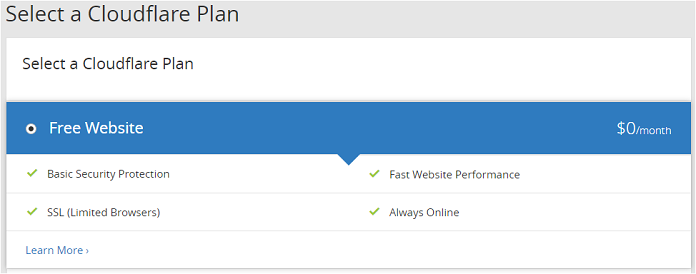 Select a Cloudflare Plan
Select a Cloudflare Plan
Free Website $0/month
Basic Security Protection Fast Website Performance
SSL (Limited Browsers) Always Online
Learn More ›